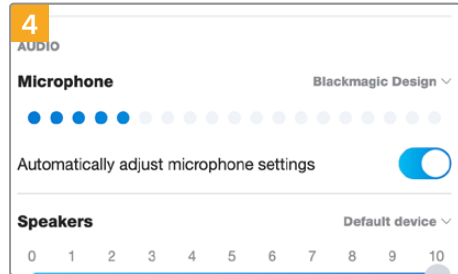 4
AUDIO
Microphone Blackmagic Design
Automatically adjust microphone settings
Speakers Default device
0 1 2 3 4 5 6 7 8 9 10